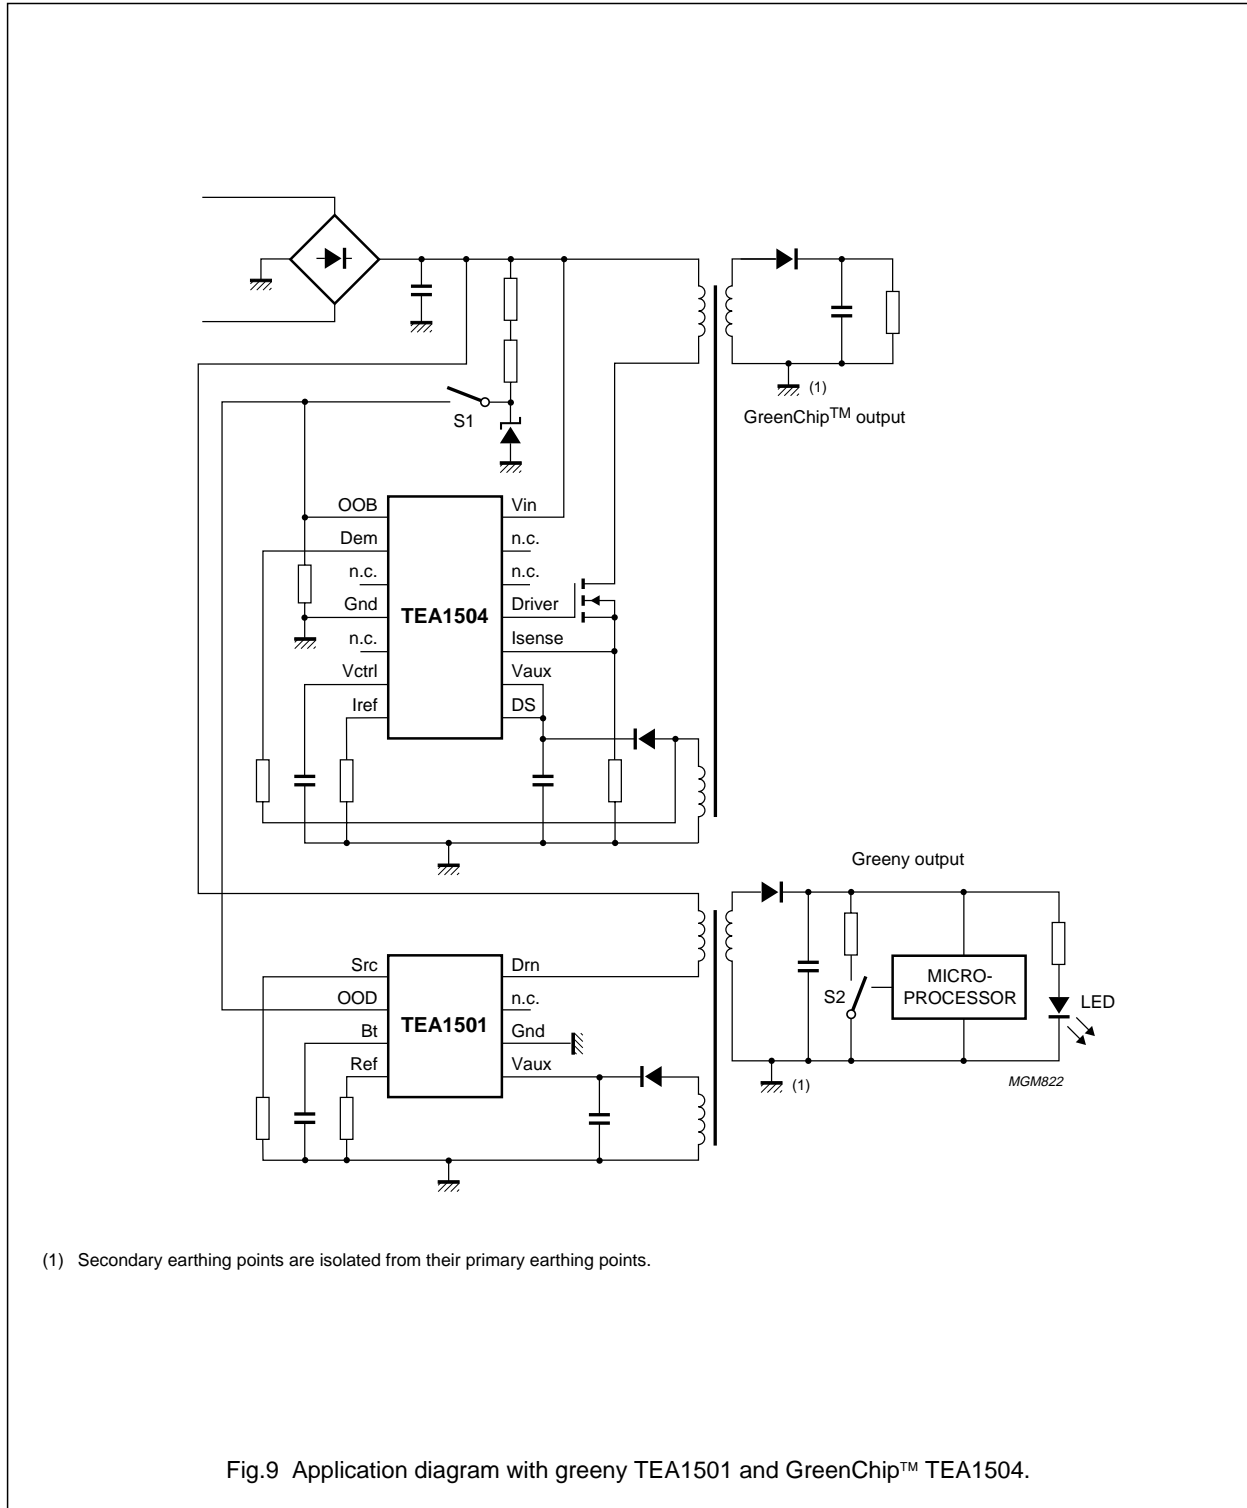 S1
(1)
GreenChipTM output
OOB
Dem
n.c.
Gnd
n.c.
Vctrl
Iref
TEA1504
Vin
n.c.
n.c.
Driver
Isense
Vaux
DS
Greeny output
Src
OOD
Bt
Ref
TEA1501
Drn
n.c.
Gnd
Vaux
S2
MICRO-
PROCESSOR
LED
(1)
MGM822
(1) Secondary earthing points are isolated from their primary earthing points.
Fig.9 Application diagram with greeny TEA1501 and GreenChip™ TEA1504.